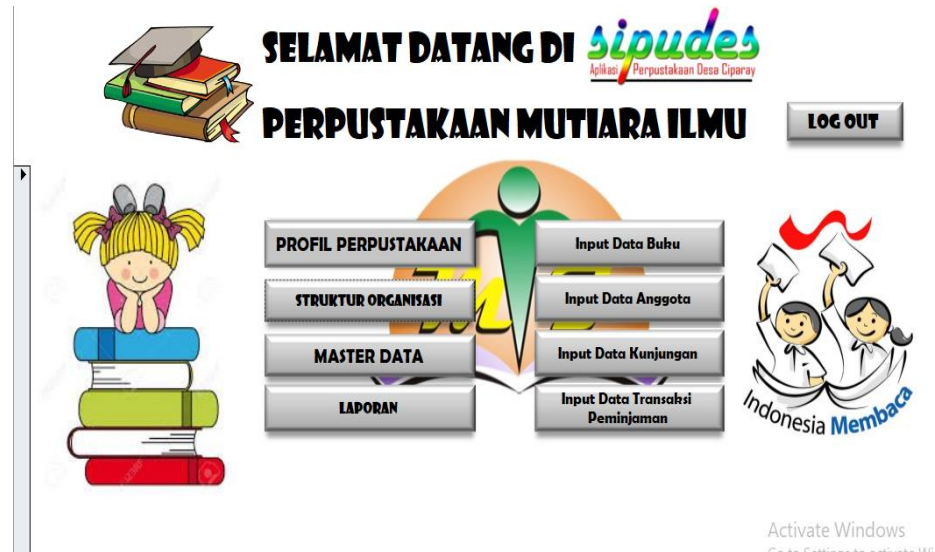 SELAMAT DATANG DI sipudes
Aplikasi Perpustakaan Desa Ciparay
PERPUSTAKAAN MUTIARA ILMU
LOG OUT
PROFIL PERPUSTAKAAN
Input Data Buku
STRUKTUR ORGANISASI
Input Data Anggota
MASTER DATA
Input Data Kunjungan
LAPORAN
Input Data Transaksi
Peminjaman
Indonesia Membaca
Activate Windows